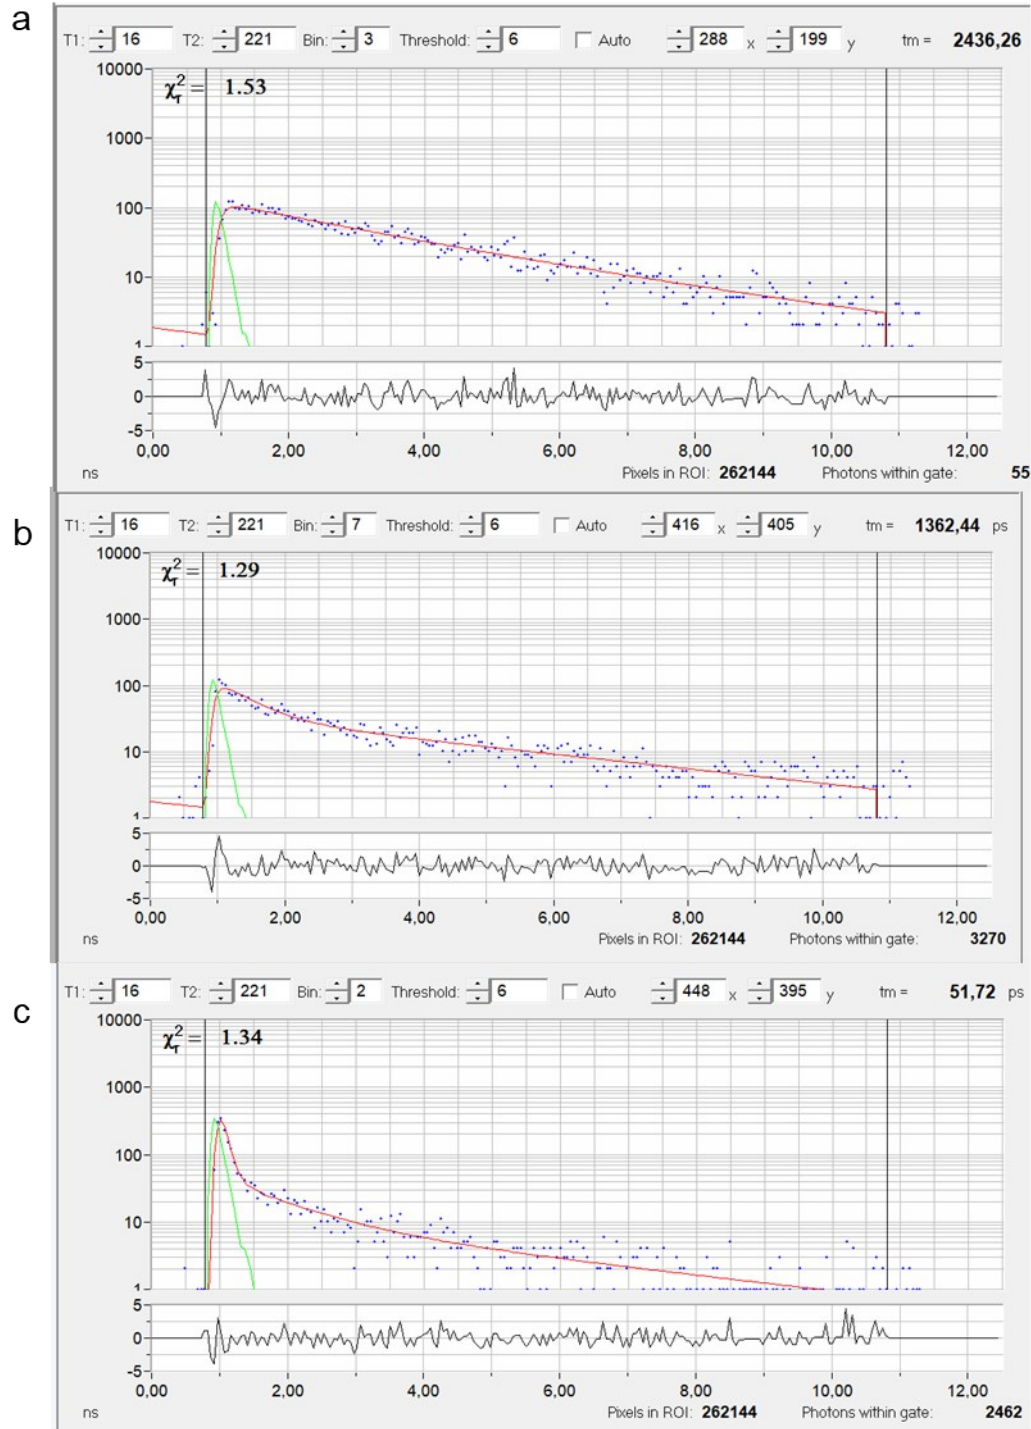 a
T1: 16 T2: 221 Bin: 3 Threshold: 6 Auto 288 x 199 y tm = 2436,26
10000
χ²r = 1.53
1000
100
10
1
5
0
-5
0,00 2,00 4,00 6,00 8,00 10,00 12,00
ns Pixels in ROI: 262144 Photons within gate: 55
b
T1: 16 T2: 221 Bin: 7 Threshold: 6 Auto 416 x 405 y tm = 1362,44 ps
10000
χ²r = 1.29
1000
100
10
1
5
0
-5
0,00 2,00 4,00 6,00 8,00 10,00 12,00
ns Pixels in ROI: 262144 Photons within gate: 3270
c
T1: 16 T2: 221 Bin: 2 Threshold: 6 Auto 448 x 395 y tm = 51,72 ps
10000
χ²r = 1.34
1000
100
10
1
5
0
-5
0,00 2,00 4,00 6,00 8,00 10,00 12,00
ns Pixels in ROI: 262144 Photons within gate: 2462